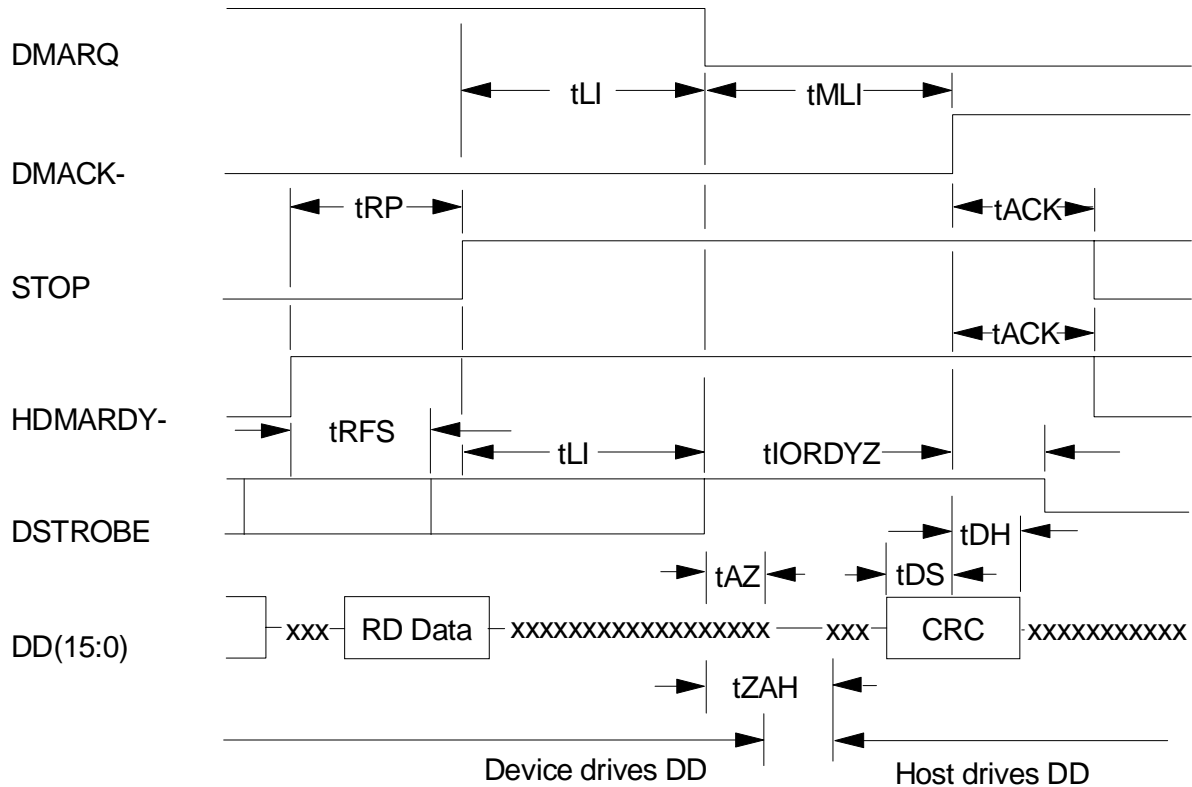 DMARQ
tLI
tMLI
DMACK-
tRP
tACK
STOP
tACK
HDMARDY-
tRFS
tLI
tIORDYZ
DSTROBE
tDH
tAZ
tDS
DD(15:0)
xxx
RD Data
xxxxxxxxxxxxxxxxxx
xxx
CRC
xxxxxxxxxxx
tZAH
Device drives DD
Host drives DD